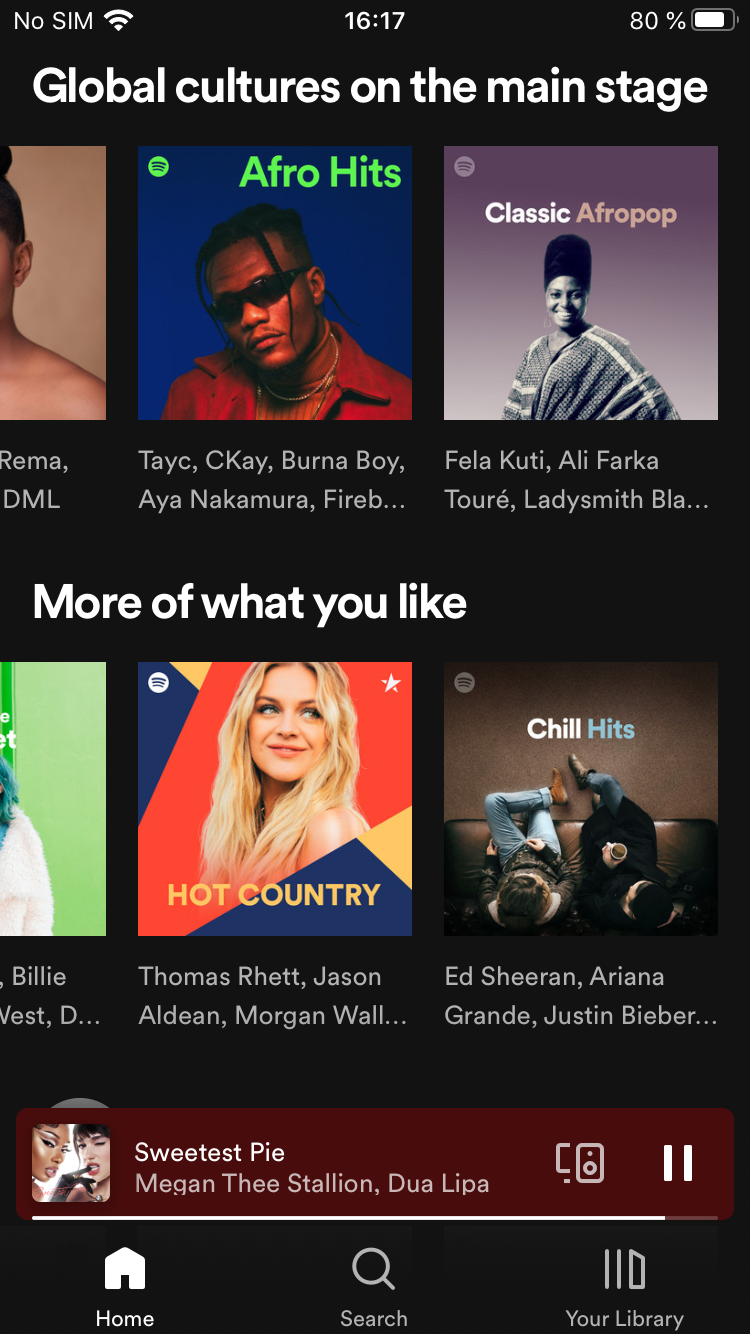 No SIM 16:17 80 %
Global cultures on the main stage
Afro Hits
Classic Afropop
Rema,
DML
Tayc, CKay, Burna Boy,
Aya Nakamura, Fireb...
Fela Kuti, Ali Farka
Touré, Ladysmith Bla...
More of what you like
HOT COUNTRY
Chill Hits
, Billie
West, D...
Thomas Rhett, Jason
Aldean, Morgan Wall...
Ed Sheeran, Ariana
Grande, Justin Bieber...
Sweetest Pie
Megan Thee Stallion, Dua Lipa
Home
Search
Your Library